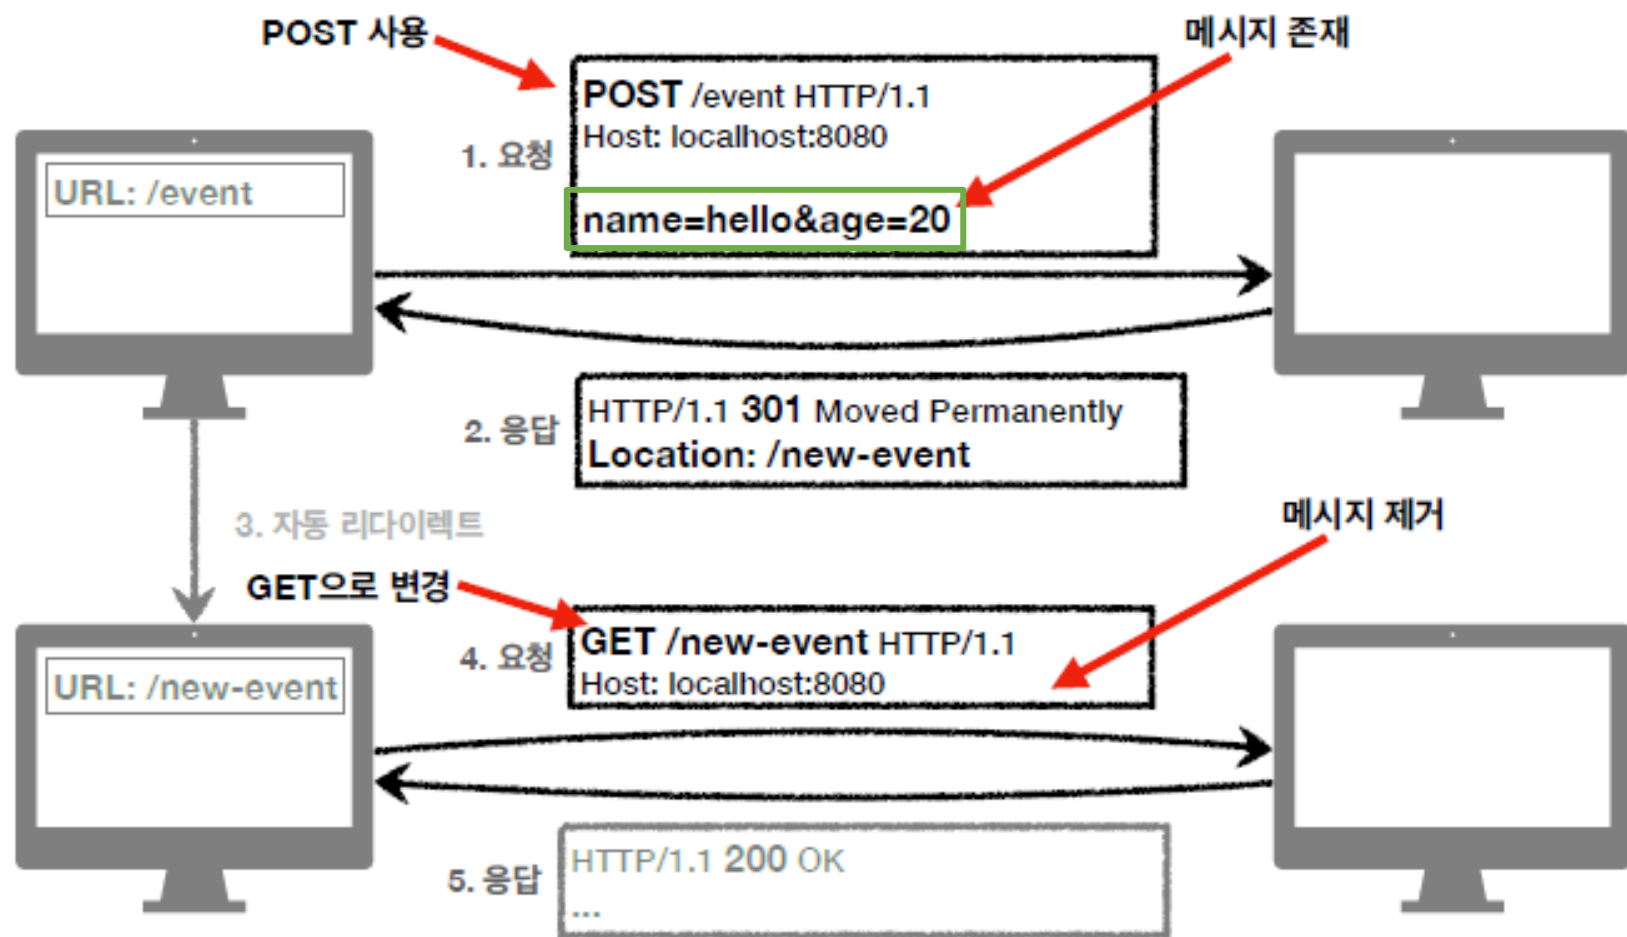 POST 사용
메시지 존재
POST /event HTTP/1.1
Host: localhost:8080
1. 요청
URL: /event
name=hello&age=20
HTTP/1.1 301 Moved Permanently
2. 응답
Location: /new-event
3. 자동 리다이렉트
메시지 제거
GET으로 변경
GET /new-event HTTP/1.1
4. 요청
Host: localhost:8080
URL: /new-event
HTTP/1.1 200 OK
5. 응답
...